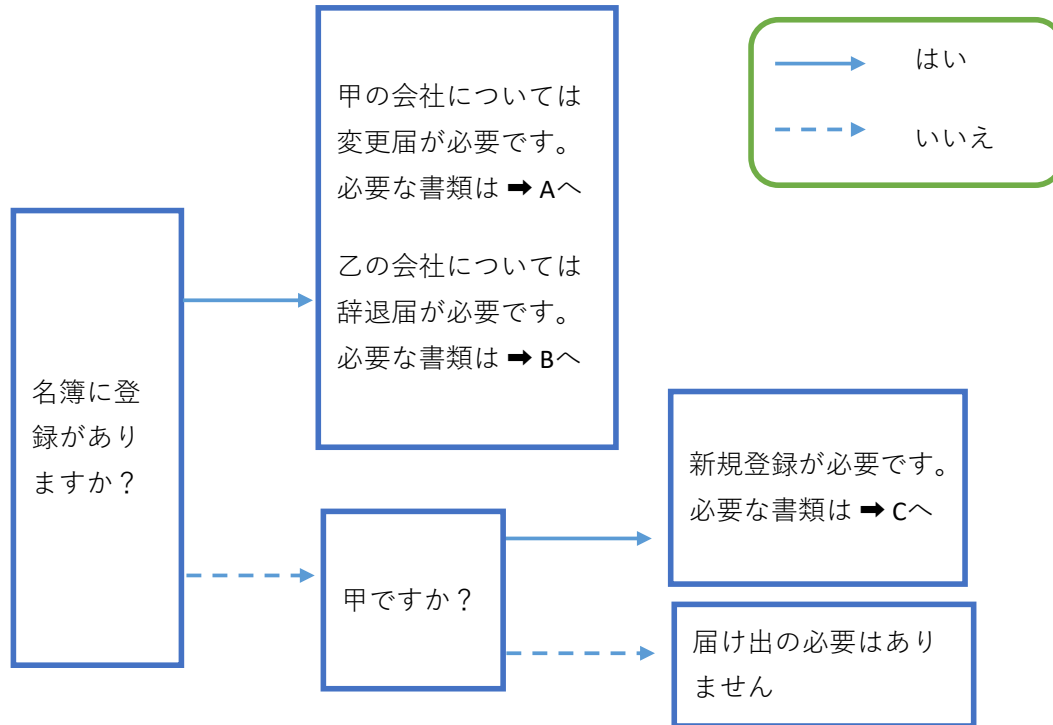 はい
いいえ
甲の会社については
変更届が必要です。
必要な書類は ➡ Aへ
乙の会社については
辞退届が必要です。
必要な書類は ➡ Bへ
名簿に登
録があり
ますか？
新規登録が必要です。
必要な書類は ➡ Cへ
甲ですか？
届け出の必要はあり
ません